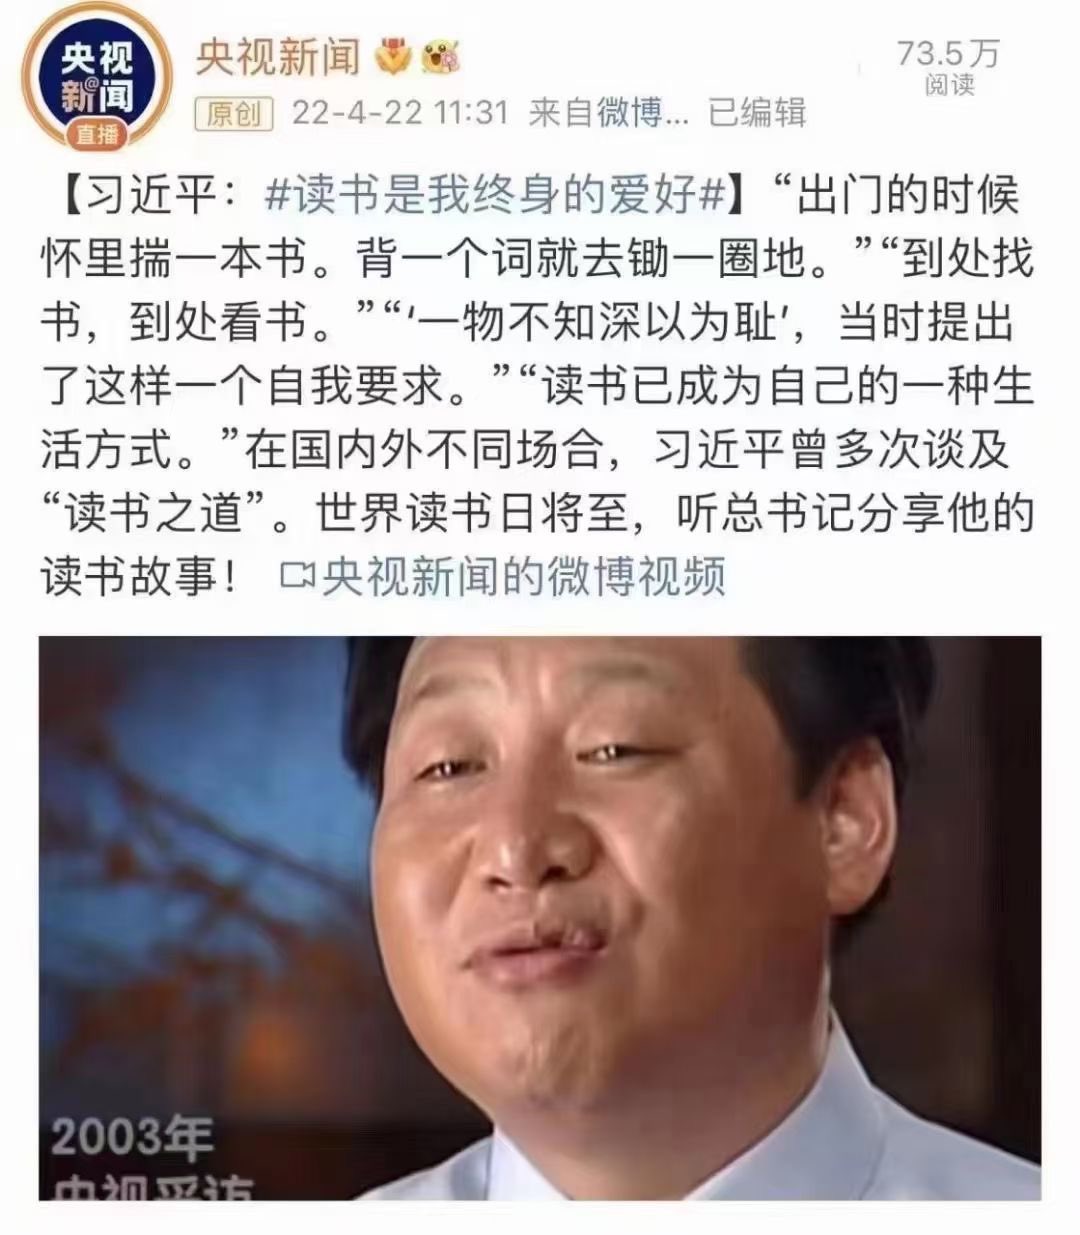 央视
新@闻
直播
央视新闻
73.5万
阅读
原创 22-4-22 11:31 来自微博... 已编辑
【习近平：#读书是我终身的爱好#】“出门的时候
怀里揣一本书。背一个词就去锄一圈地。”“到处找
书，到处看书。”“‘一物不知深以为耻’，当时提出
了这样一个自我要求。”“读书已成为自己的一种生
活方式。”在国内外不同场合，习近平曾多次谈及
“读书之道”。世界读书日将至，听总书记分享他的
读书故事！ 央视新闻的微博视频
2003年
央视采访